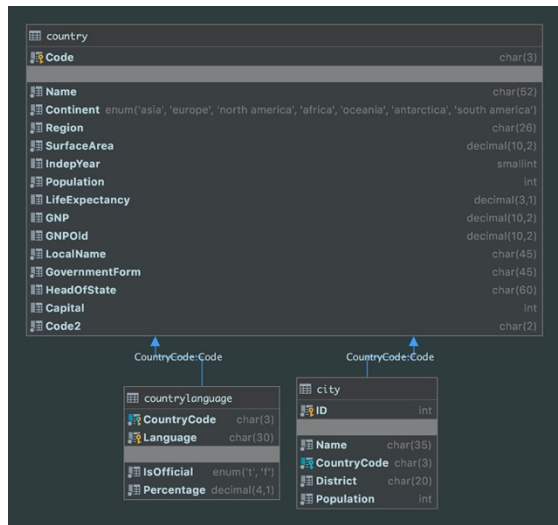 country
Code char(3)
Name char(52)
Continent enum('asia', 'europe', 'north america', 'africa', 'oceania', 'antarctica', 'south america')
Region char(26)
SurfaceArea decimal(10,2)
IndepYear smallint
Population int
LifeExpectancy decimal(3,1)
GNP decimal(10,2)
GNPOld decimal(10,2)
LocalName char(45)
GovernmentForm char(45)
HeadOfState char(60)
Capital int
Code2 char(2)
CountryCode:Code
CountryCode:Code
countrylanguage
CountryCode char(3)
Language char(30)
IsOfficial enum('t', 'f')
Percentage decimal(4,1)
city
ID int
Name char(35)
CountryCode char(3)
District char(20)
Population int